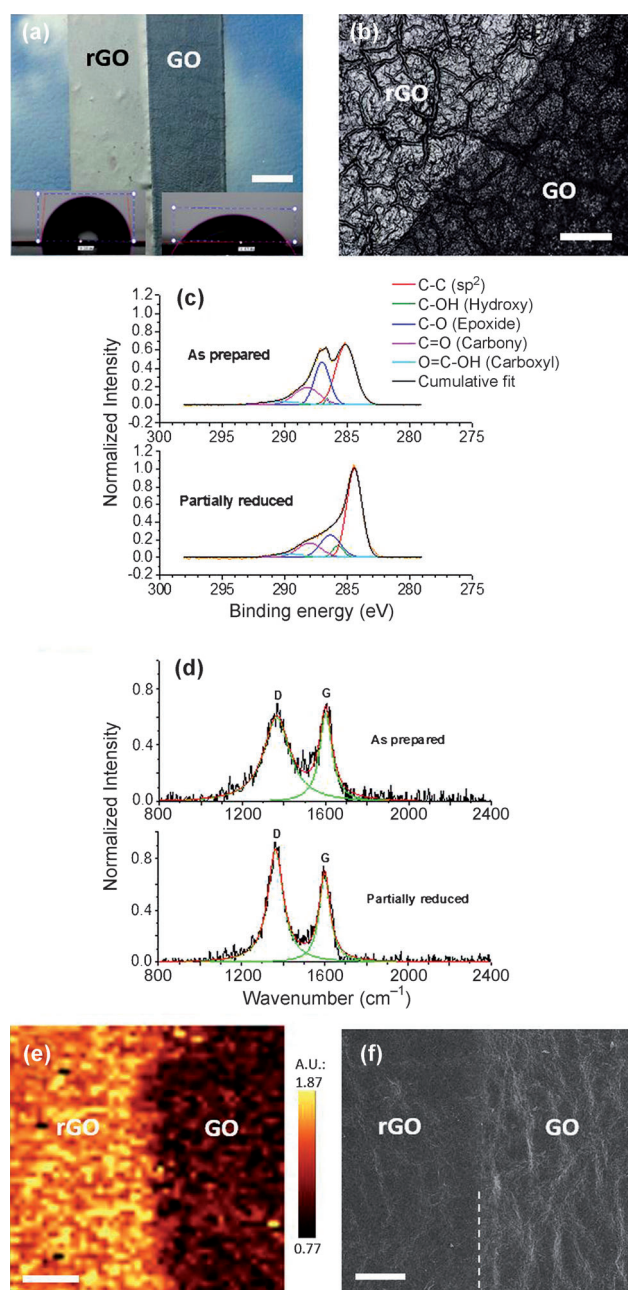 (a)
rGO
GO
(b)
rGO
GO
(c)
C-C (sp²)
C-OH (Hydroxy)
C-O (Epoxide)
C=O (Carbony)
O=C-OH (Carboxyl)
Cumulative fit
Normalized Intensity
1.2
1.0
0.8
0.6
0.4
0.2
0.0
-0.2
As prepared
300 295 290 285 280 275
1.2
1.0
0.8
0.6
0.4
0.2
0.0
-0.2
Partially reduced
300 295 290 285 280 275
Binding energy (eV)
(d)
Normalized Intensity
0.8
0.4
0.0
D
G
As prepared
800 1200 1600 2000 2400
0.8
0.4
0.0
D
G
Partially reduced
800 1200 1600 2000 2400
Wavenumber (cm⁻¹)
(e)
rGO
GO
A.U.:
1.87
0.77
(f)
rGO
GO